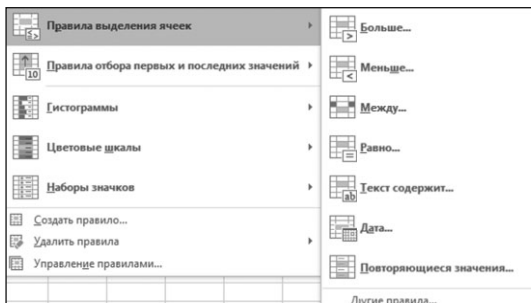 Правила выделения ячеек
Правила отбора первых и последних значений
Гистограммы
Цветовые шкалы
Наборы значков
Создать правило...
Удалить правила
Управление правилами...
Больше...
Меньше...
Между...
Равно...
Текст содержит...
Дата...
Повторяющиеся значения...
Другие правила...